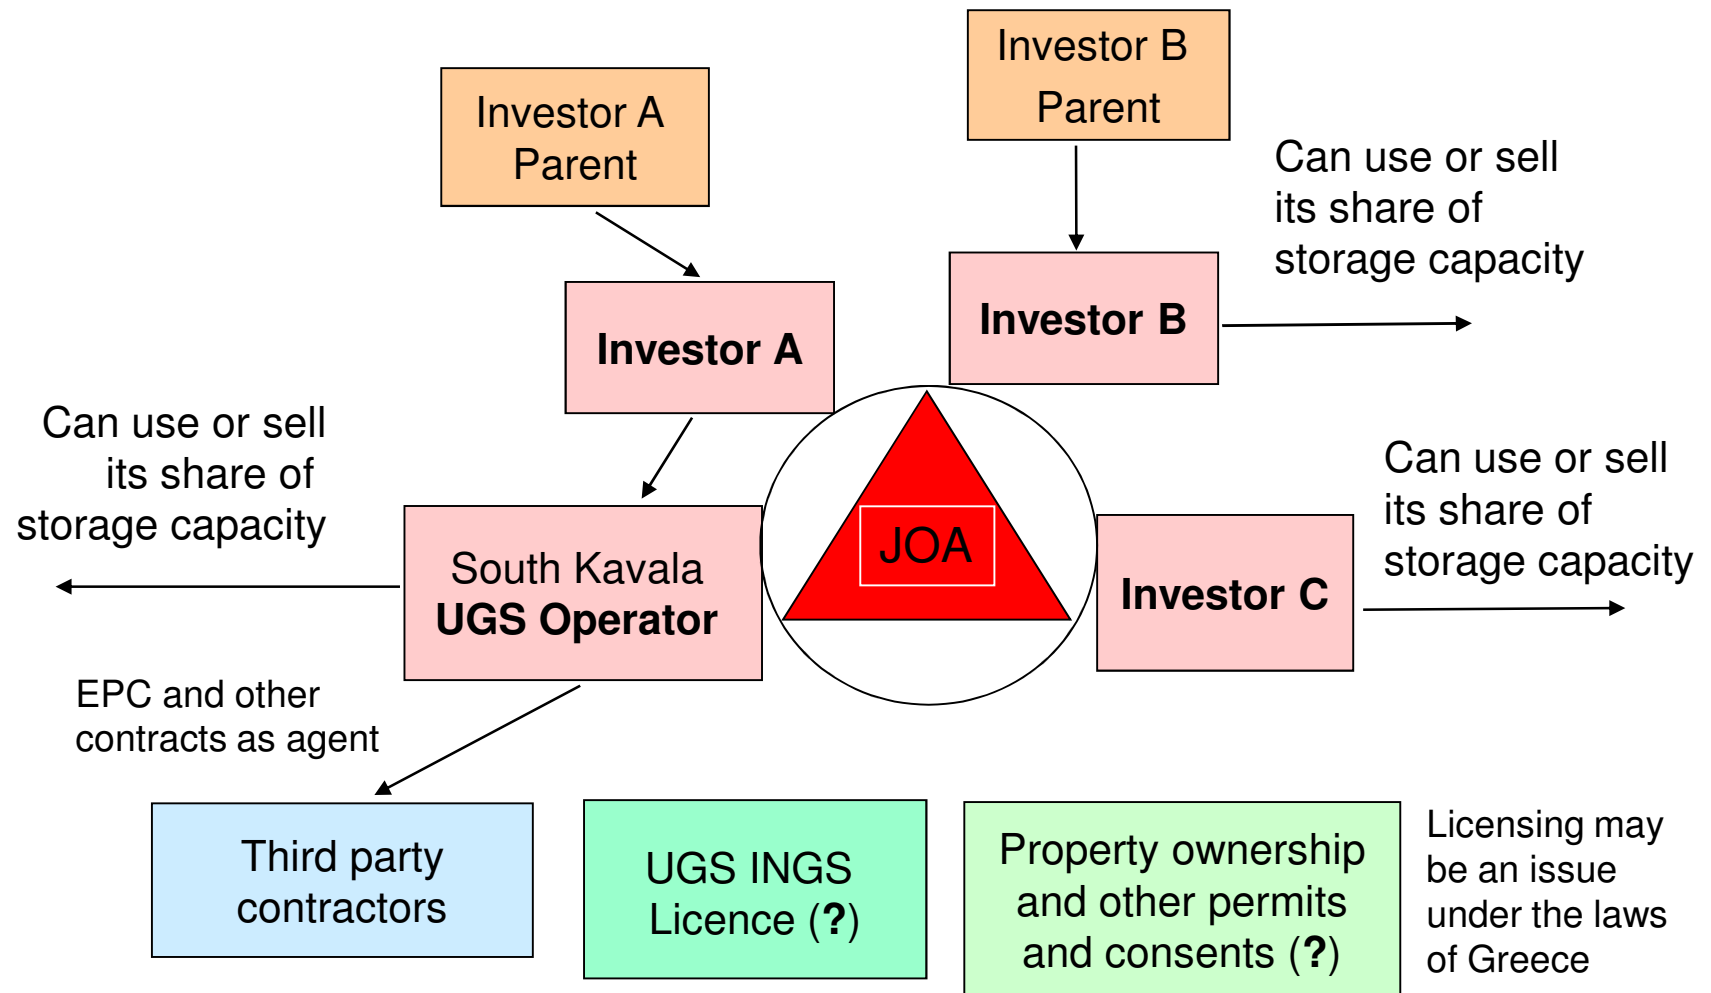 Investor B
Parent
Investor A
Parent
Can use or sell
its share of
storage capacity
Investor B
Investor A
Can use or sell
its share of
storage capacity
Can use or sell
its share of
storage capacity
JOA
South Kavala
UGS Operator
Investor C
EPC and other
contracts as agent
Third party
contractors
UGS INGS
Licence (?)
Property ownership
and other permits
and consents (?)
Licensing may
be an issue
under the laws
of Greece